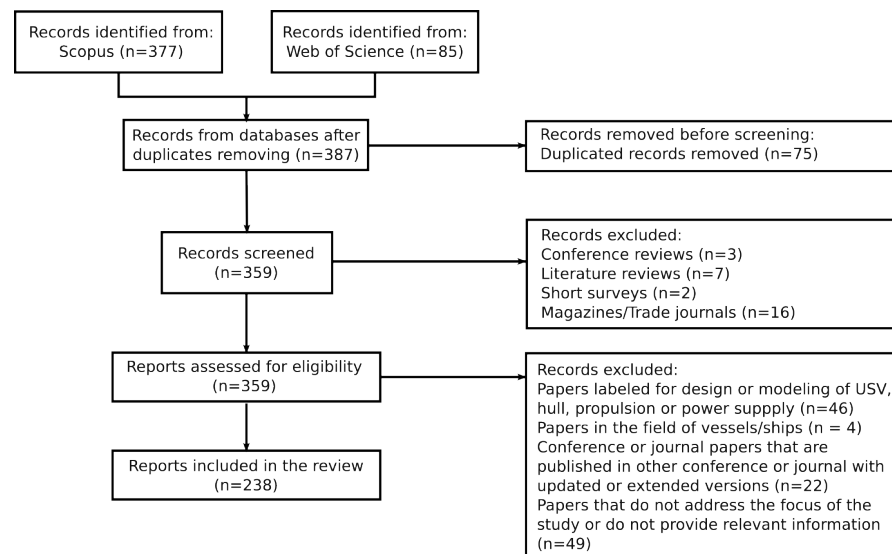 Records identified from:
Scopus (n=377)
Records identified from:
Web of Science (n=85)
Records from databases after
duplicates removing (n=387)
Records removed before screening:
Duplicated records removed (n=75)
Records screened
(n=359)
Records excluded:
Conference reviews (n=3)
Literature reviews (n=7)
Short surveys (n=2)
Magazines/Trade journals (n=16)
Reports assessed for eligibility
(n=359)
Records excluded:
Papers labeled for design or modeling of USV,
hull, propulsion or power suppply (n=46)
Papers in the field of vessels/ships (n = 4)
Conference or journal papers that are
published in other conference or journal with
updated or extended versions (n=22)
Papers that do not address the focus of the
study or do not provide relevant information
(n=49)
Reports included in the review
(n=238)